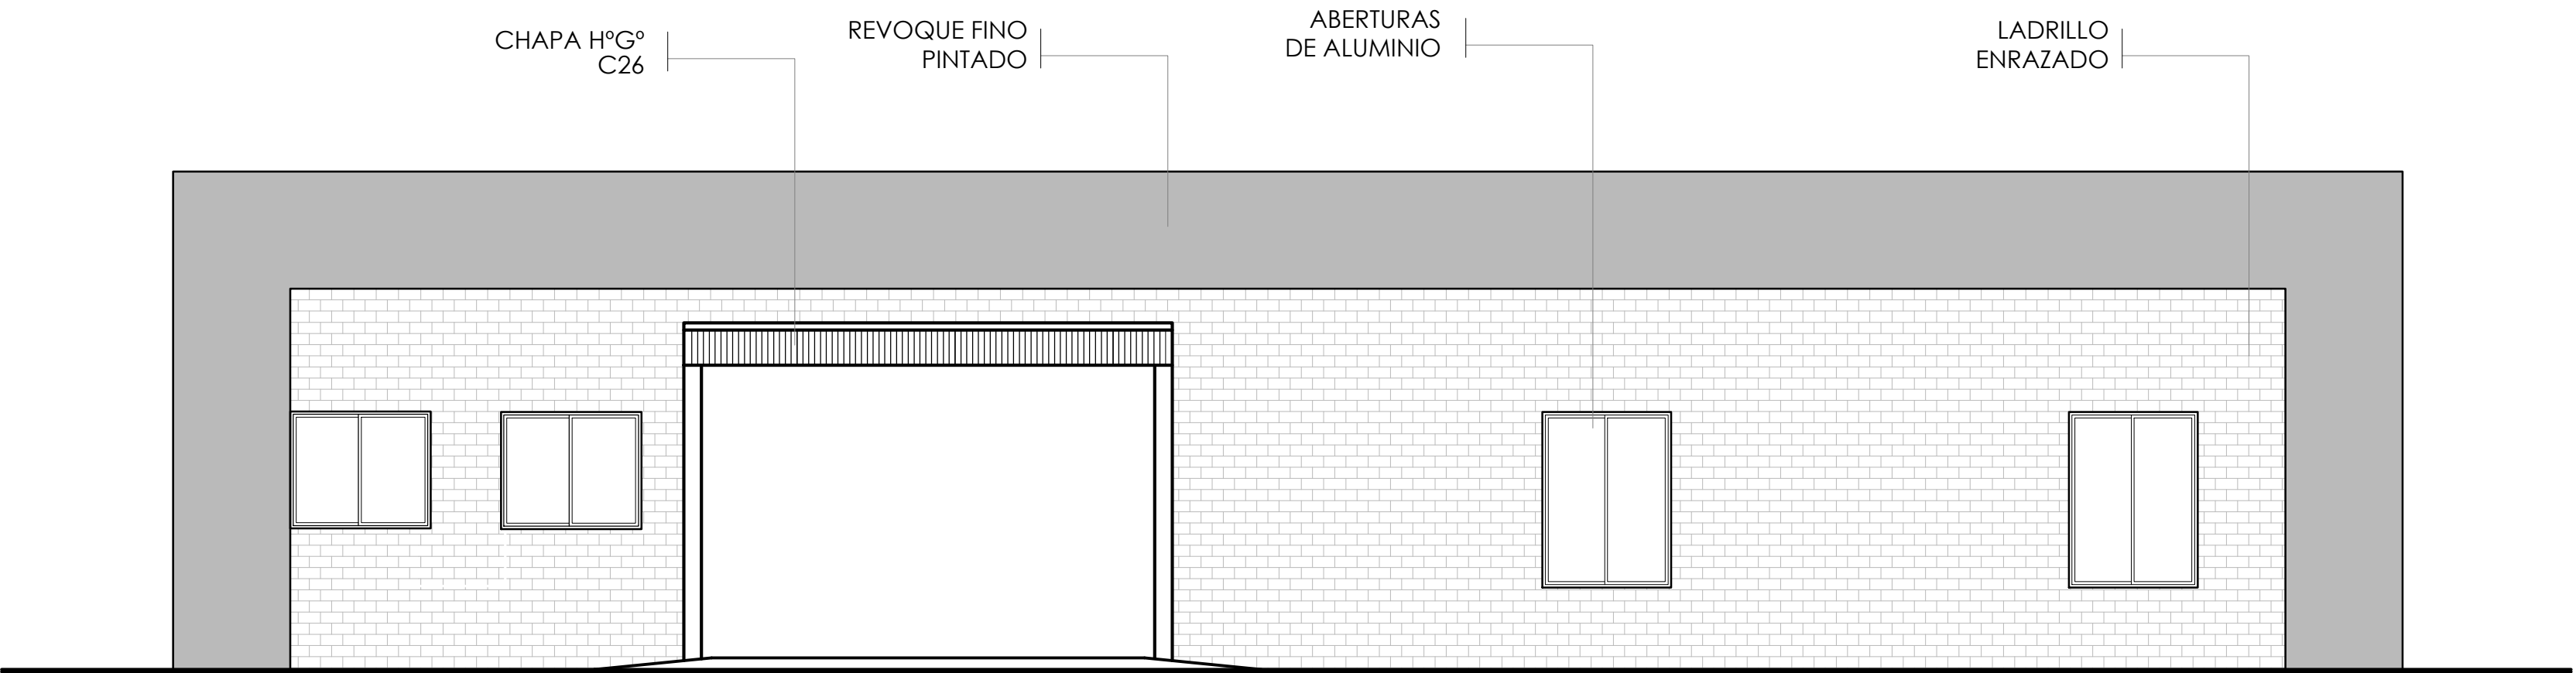 CHAPA HºGº
C26
REVOQUE FINO
PINTADO
ABERTURAS
DE ALUMINIO
LADRILLO
ENRAZADO